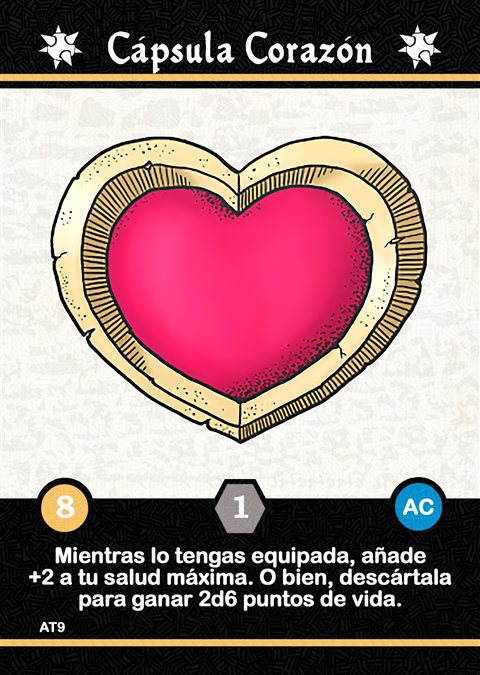 Cápsula Corazón
8
1
AC
Mientras lo tengas equipada, añade
+2 a tu salud máxima. O bien, descártala
para ganar 2d6 puntos de vida.
AT9